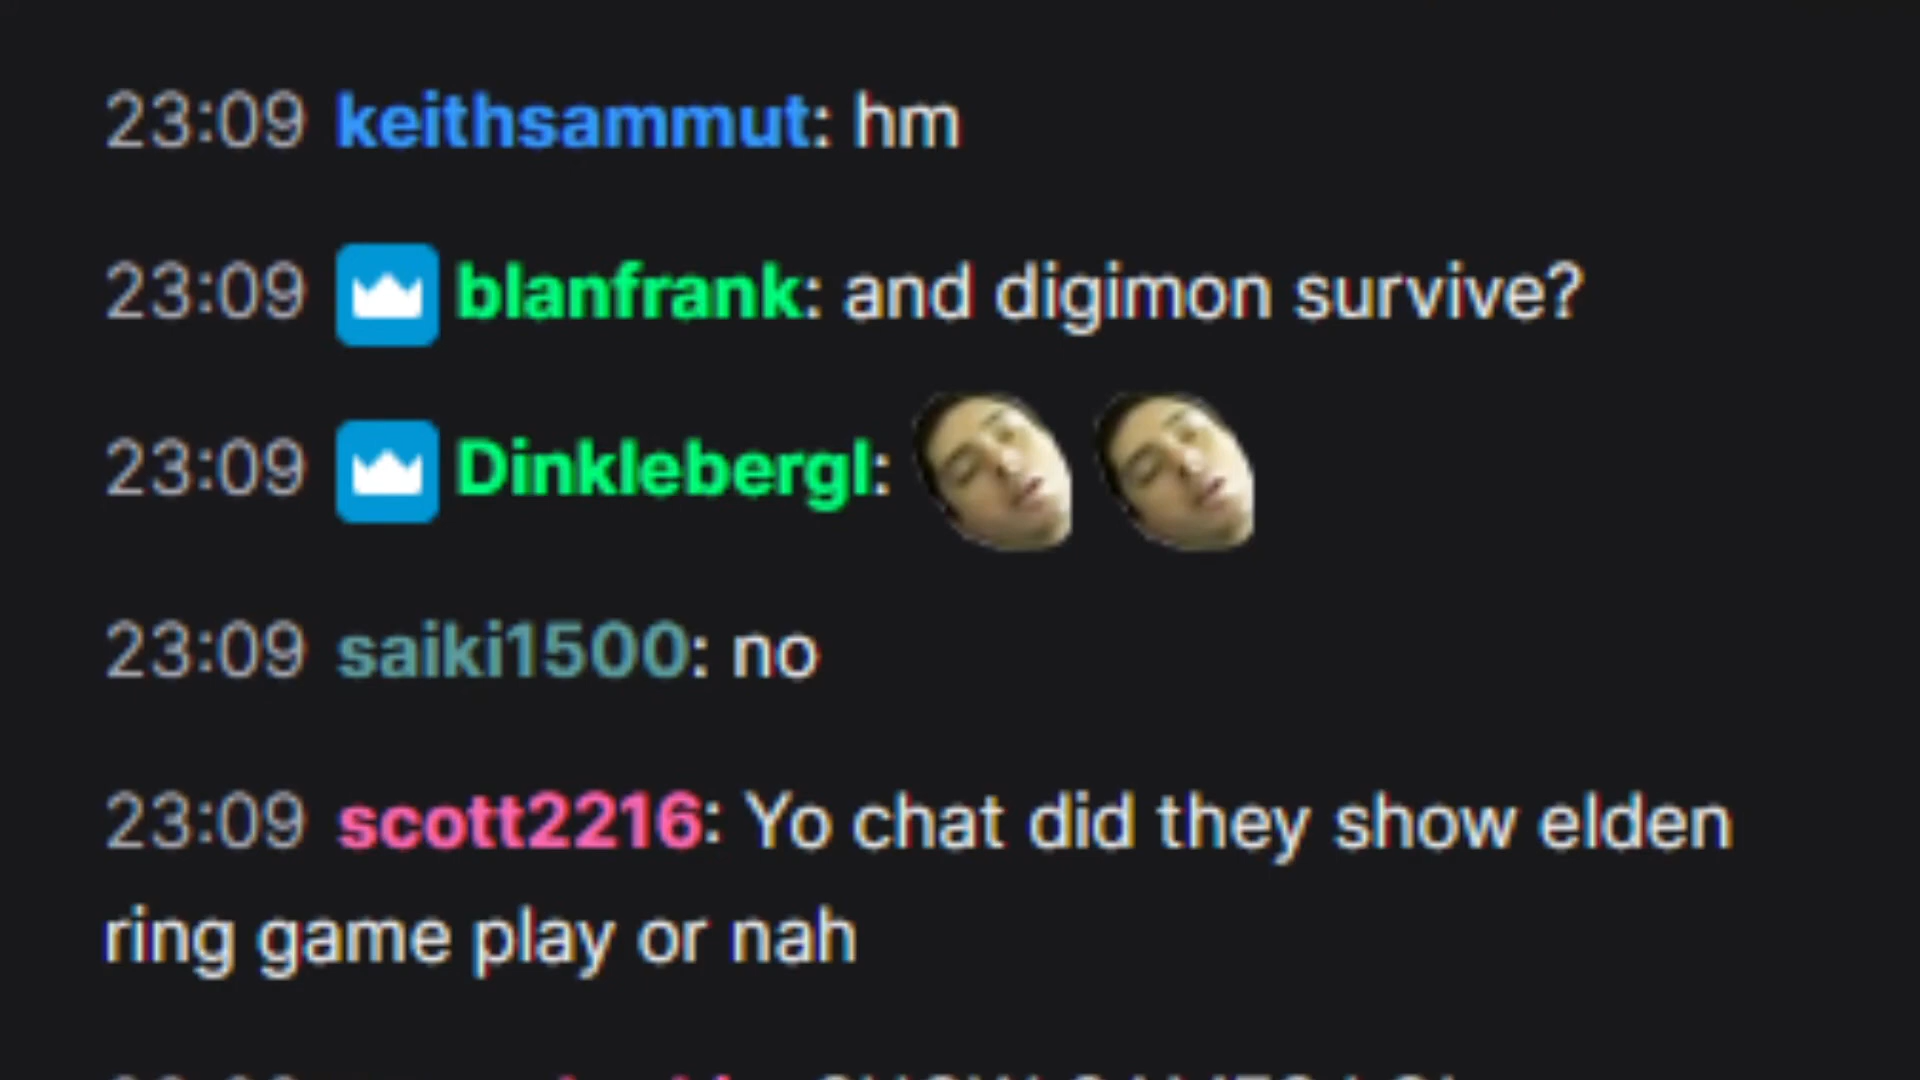 23:09 keithsammut: hm
23:09 blanfrank: and digimon survive?
23:09 Dinklebergl:
23:09 saiki1500: no
23:09 scott2216: Yo chat did they show elden
ring game play or nah